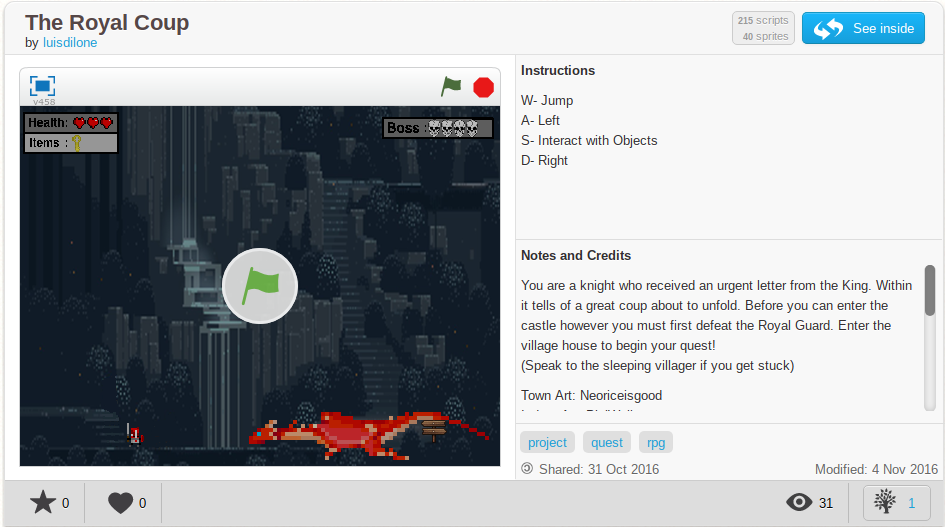 The Royal Coup
by luisdilone
215 scripts
40 sprites
See inside
v458
Health:
Items :
Boss :
Instructions
W- Jump
A- Left
S- Interact with Objects
D- Right
Notes and Credits
You are a knight who received an urgent letter from the King. Within
it tells of a great coup about to unfold. Before you can enter the
castle however you must first defeat the Royal Guard. Enter the
village house to begin your quest!
(Speak to the sleeping villager if you get stuck)
Town Art: Neoriceisgood
project quest rpg
Shared: 31 Oct 2016 Modified: 4 Nov 2016
0 0 31 1